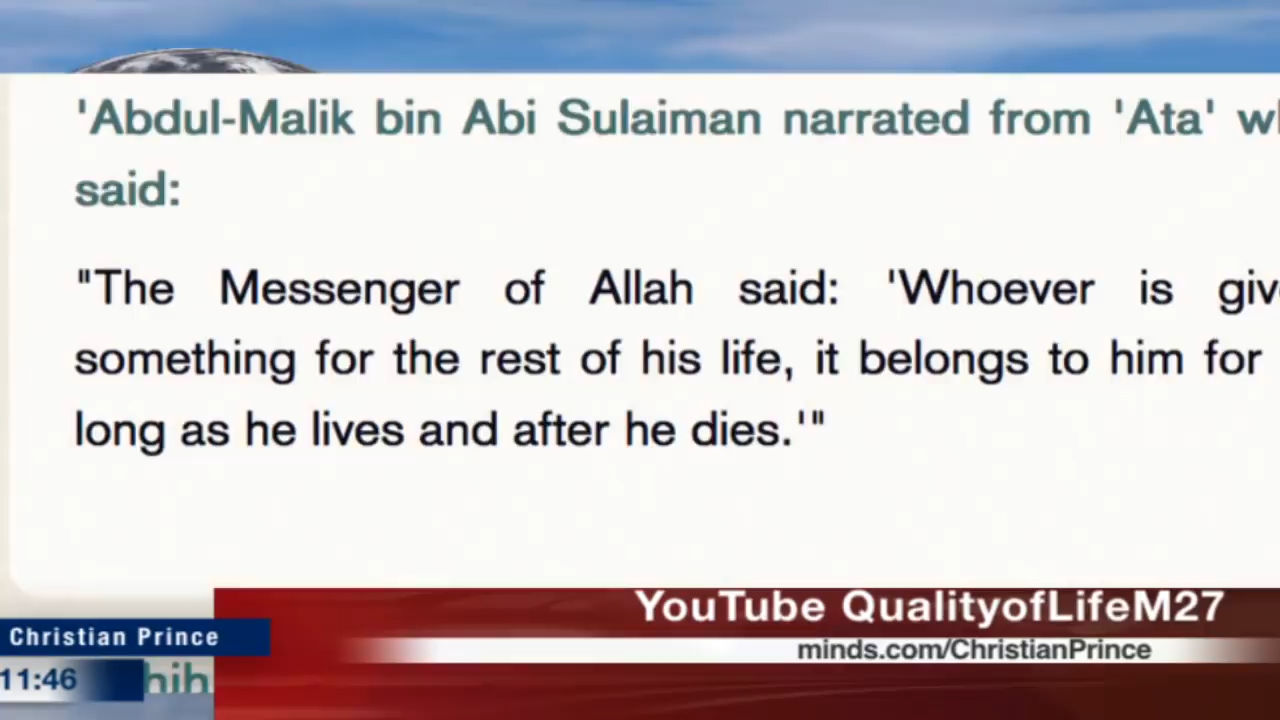 'Abdul-Malik bin Abi Sulaiman narrated from 'Ata'
said:
"The Messenger of Allah said: 'Whoever is
something for the rest of his life, it belongs to him for
long as he lives and after he dies.'"
YouTube QualityofLifeM27
Christian Prince
minds.com/ChristianPrince
11:46